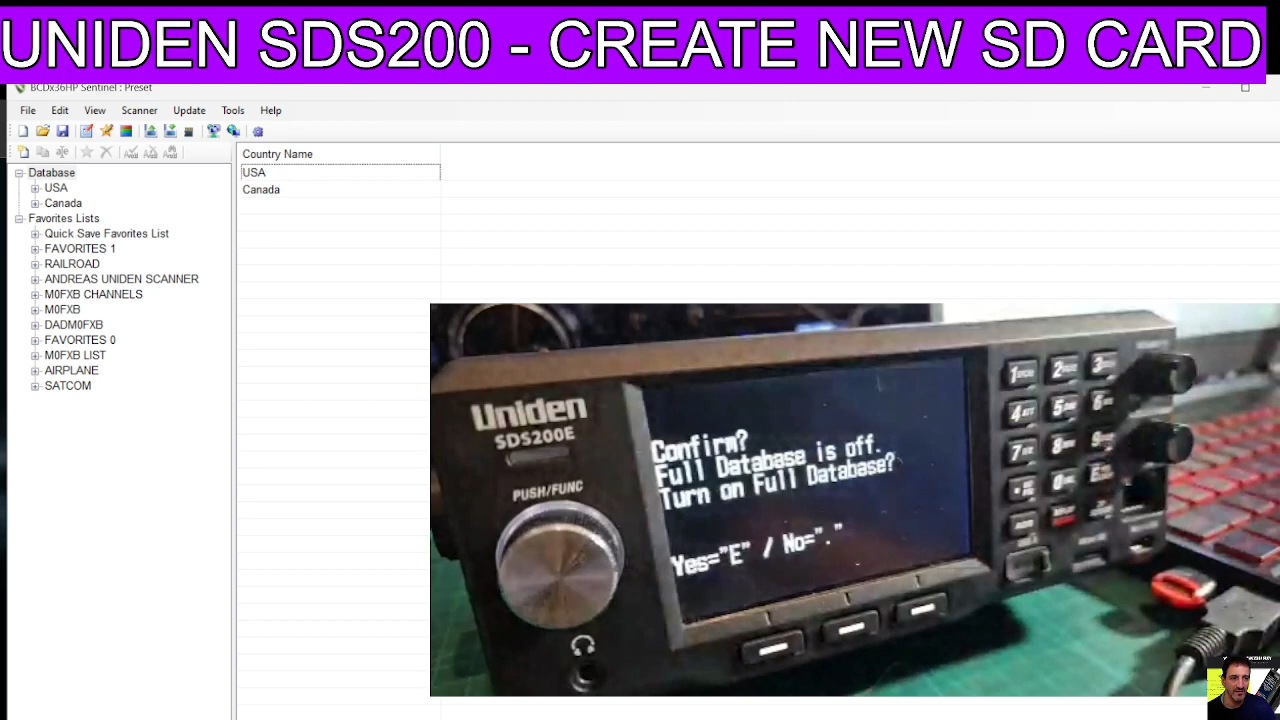 UNIDEN SDS200 - CREATE NEW SD CARD
BCDx36HP Sentinel : Preset
File Edit View Scanner Update Tools Help
Database
USA
Canada
Favorites Lists
Quick Save Favorites List
FAVORITES 1
RAILROAD
ANDREAS UNIDEN SCANNER
M0FXB CHANNELS
M0FXB
DADM0FXB
FAVORITES 0
M0FXB LIST
AIRPLANE
SATCOM
Country Name
USA
Canada
Uniden
SDS200E
PUSH/FUNC
Confirm?
Full Database is off.
Turn on Full Database?
Yes="E" / No="."
1
2
3
4
5
6
7
8
9
0